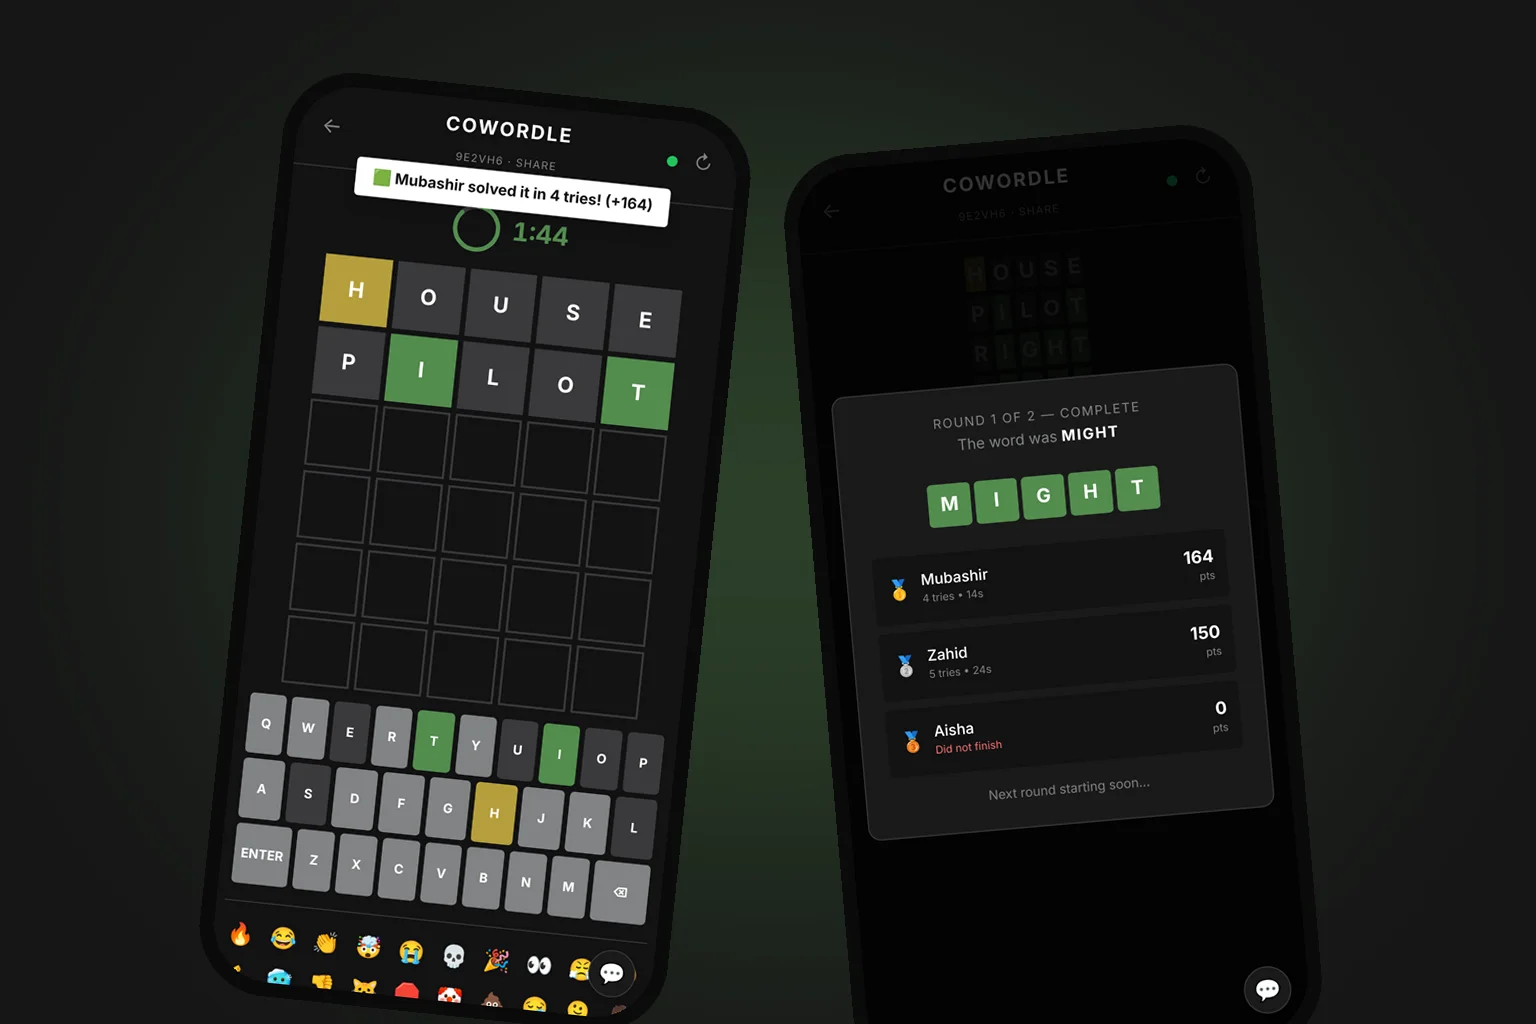 COWORDLE
9E2VH6 · SHARE
🟩 Mubashir solved it in 4 tries! (+164)
1:44
H O U S E
P I L O T
Q W E R T Y U I O P
A S D F G H J K L
ENTER Z X C V B N M
COWORDLE
9E2VH6 · SHARE
H O U S E
P I L O T
R I G H T
ROUND 1 OF 2 — COMPLETE
The word was MIGHT
M I G H T
Mubashir
4 tries • 14s
164
pts
Zahid
5 tries • 24s
150
pts
Aisha
Did not finish
0
pts
Next round starting soon...